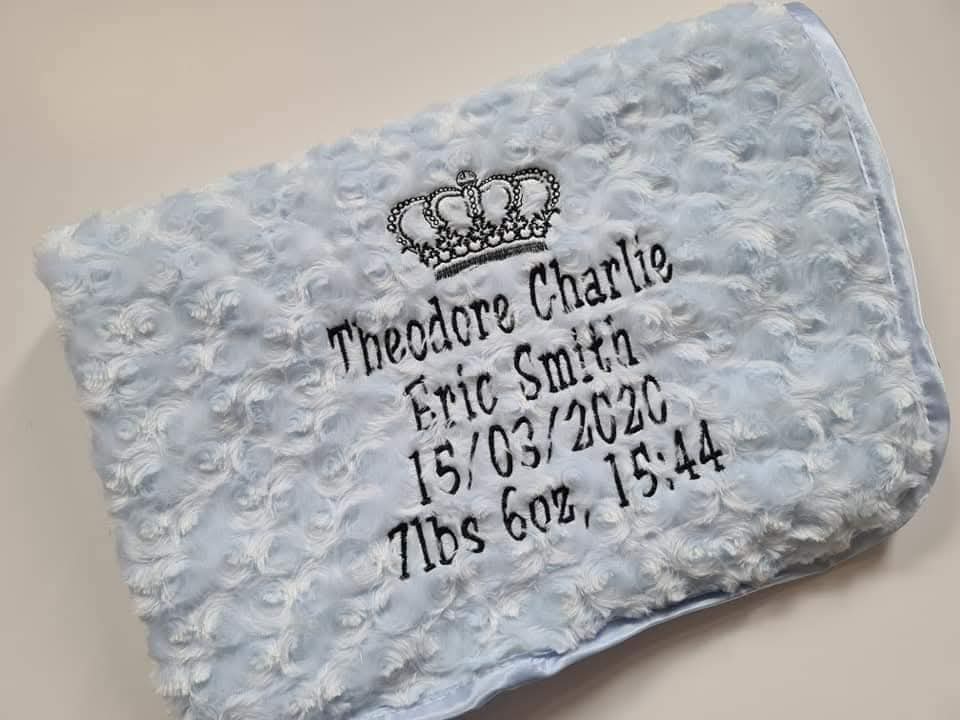 Theodore Charlie
Eric Smith
15/03/2020
7lbs 6oz, 15:44